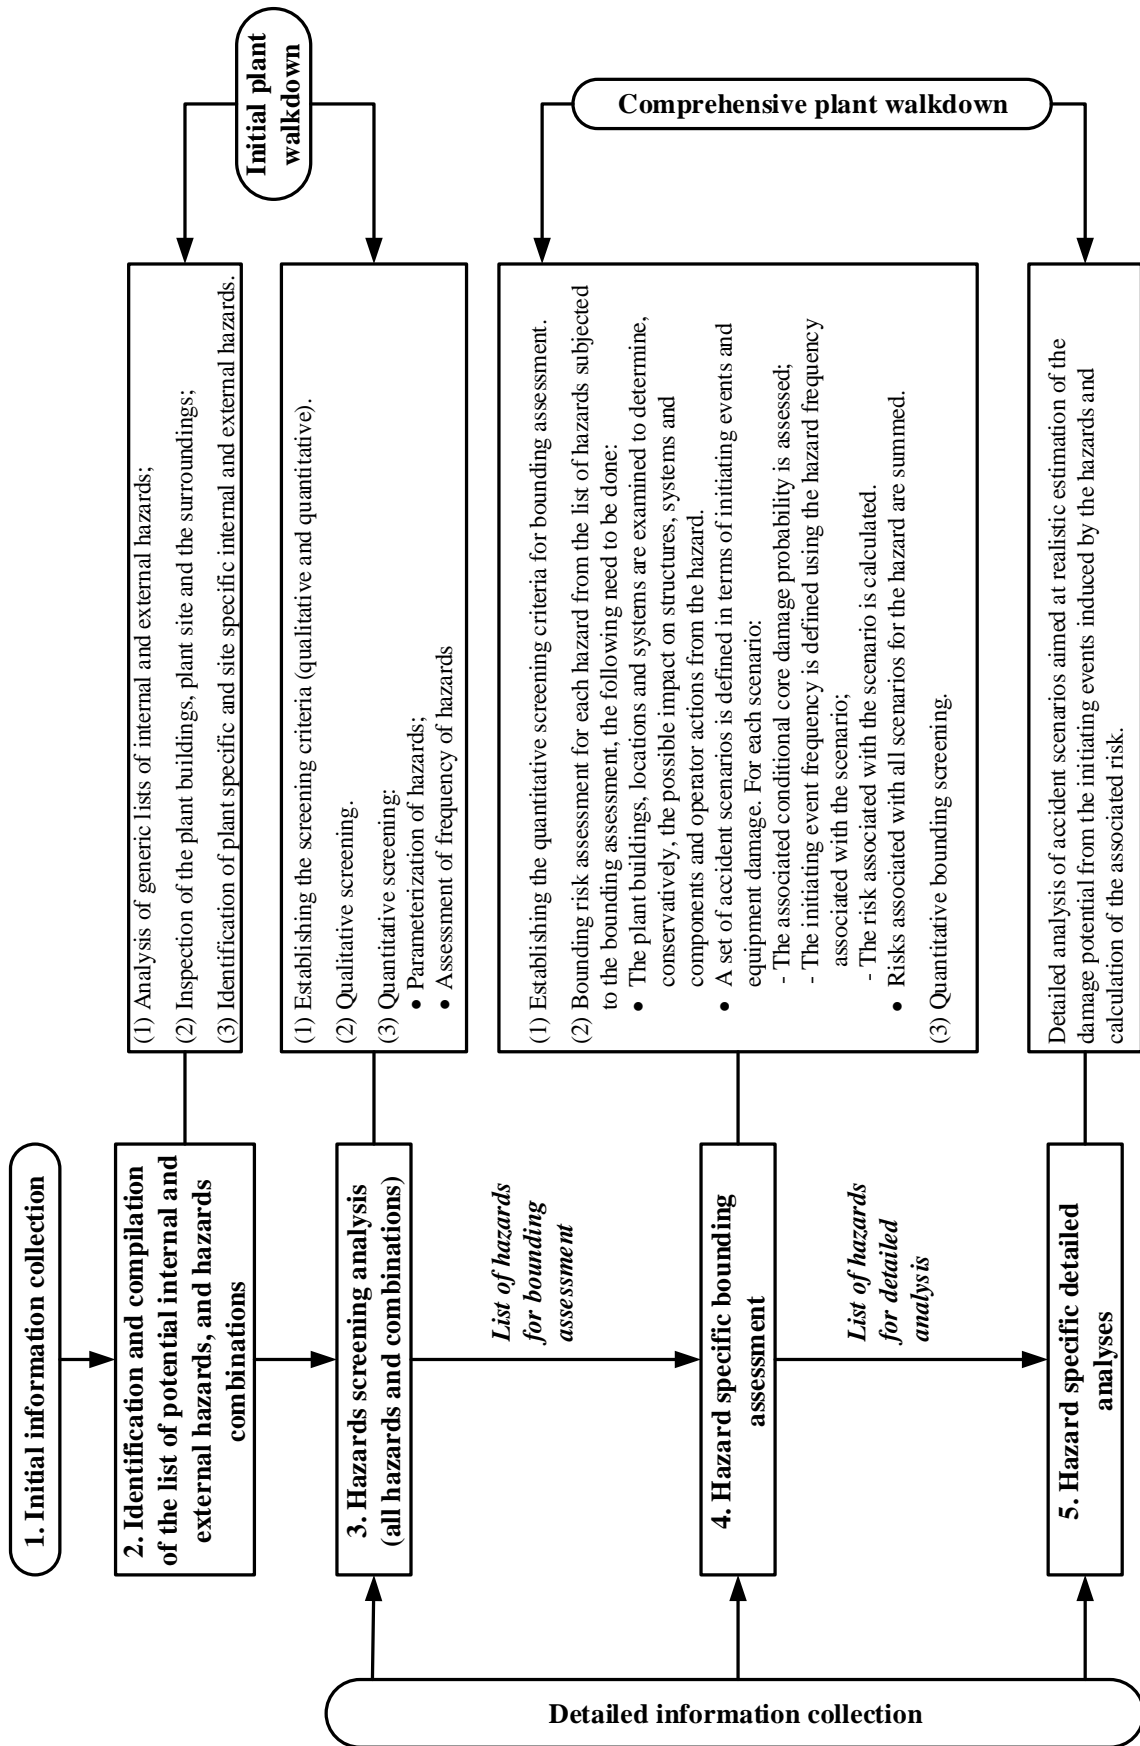 1. Initial information collection
2. Identification and compilation
of the list of potential internal and
external hazards, and hazards
combinations
(1) Analysis of generic lists of internal and external hazards;
(2) Inspection of the plant buildings, plant site and the surroundings;
(3) Identification of plant specific and site specific internal and external hazards.
Initial plant
walkdown
3. Hazards screening analysis
(all hazards and combinations)
(1) Establishing the screening criteria (qualitative and quantitative).
(2) Qualitative screening.
(3) Quantitative screening:
• Parameterization of hazards;
• Assessment of frequency of hazards
List of hazards
for bounding
assessment
4. Hazard specific bounding
assessment
(1) Establishing the quantitative screening criteria for bounding assessment.
(2) Bounding risk assessment for each hazard from the list of hazards subjected
to the bounding assessment, the following need to be done:
• The plant buildings, locations and systems are examined to determine,
conservatively, the possible impact on structures, systems and
components and operator actions from the hazard.
• A set of accident scenarios is defined in terms of initiating events and
equipment damage. For each scenario:
- The associated conditional core damage probability is assessed;
- The initiating event frequency is defined using the hazard frequency
associated with the scenario;
- The risk associated with the scenario is calculated.
• Risks associated with all scenarios for the hazard are summed.
(3) Quantitative bounding screening.
Comprehensive plant walkdown
List of hazards
for detailed
analysis
5. Hazard specific detailed
analyses
Detailed analysis of accident scenarios aimed at realistic estimation of the
damage potential from the initiating events induced by the hazards and
calculation of the associated risk.
Detailed information collection